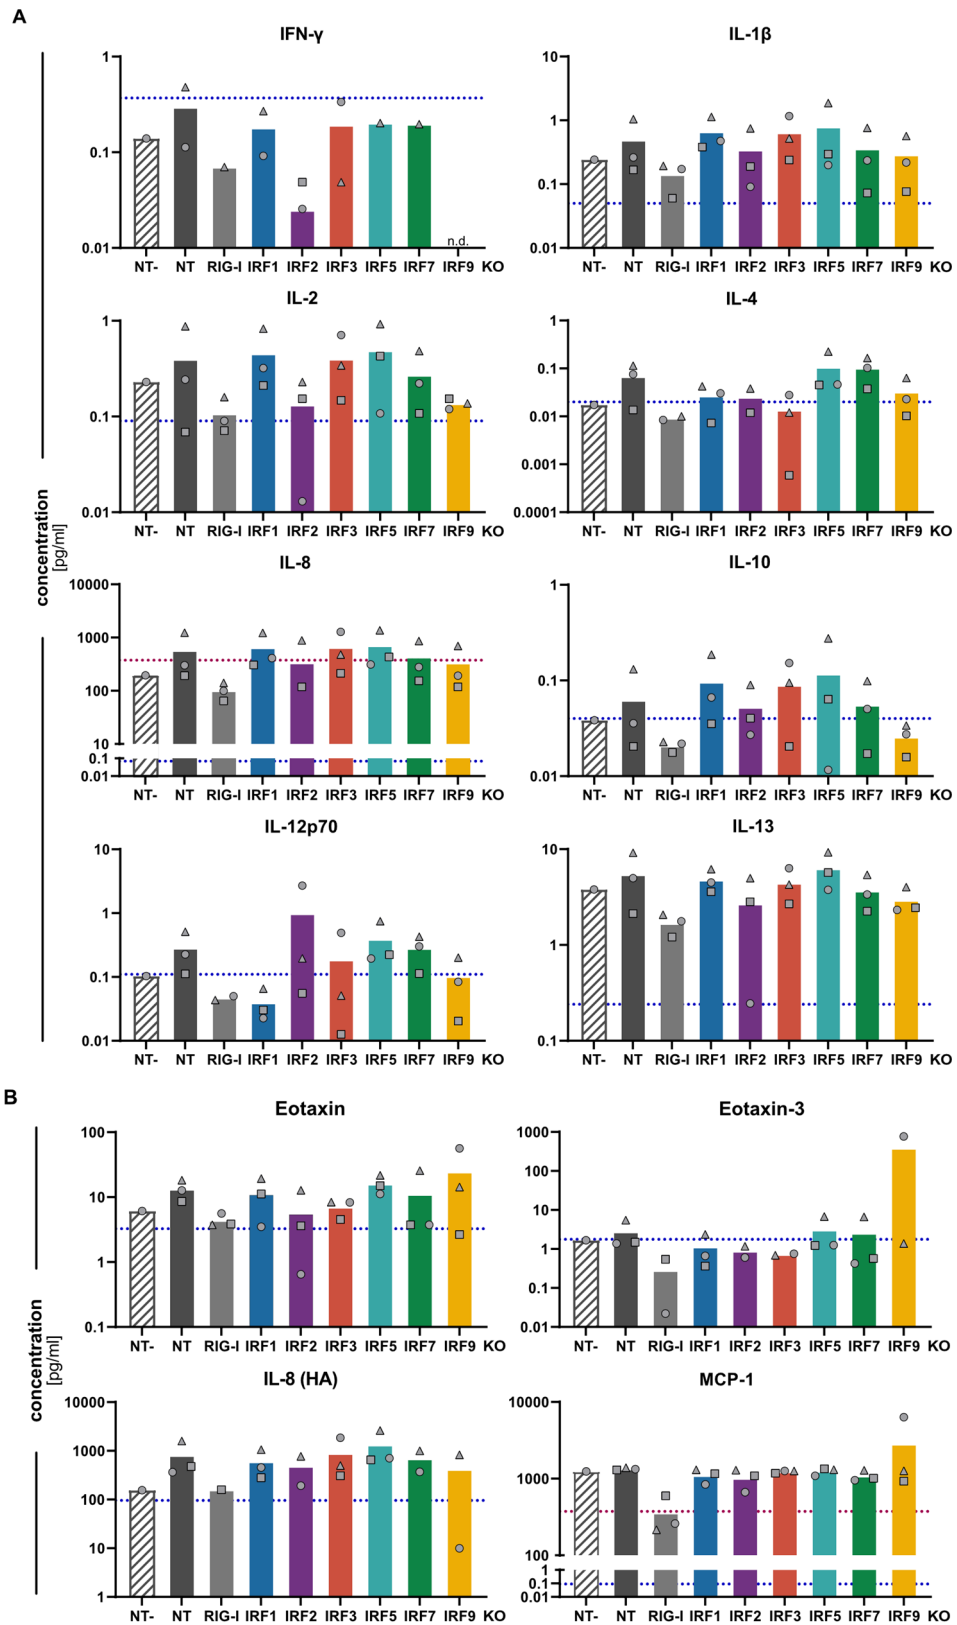 A
IFN-γ
1
0.1
0.01
n.d.
NT- NT RIG-I IRF1 IRF2 IRF3 IRF5 IRF7 IRF9 KO
IL-1β
10
1
0.1
0.01
NT- NT RIG-I IRF1 IRF2 IRF3 IRF5 IRF7 IRF9 KO
IL-2
1
0.1
0.01
NT- NT RIG-I IRF1 IRF2 IRF3 IRF5 IRF7 IRF9 KO
IL-4
1
0.1
0.01
0.001
0.0001
NT- NT RIG-I IRF1 IRF2 IRF3 IRF5 IRF7 IRF9 KO
concentration
[pg/ml]
IL-8
10000
1000
100
10
0.1
0.01
NT- NT RIG-I IRF1 IRF2 IRF3 IRF5 IRF7 IRF9 KO
IL-10
1
0.1
0.01
NT- NT RIG-I IRF1 IRF2 IRF3 IRF5 IRF7 IRF9 KO
IL-12p70
10
1
0.1
0.01
NT- NT RIG-I IRF1 IRF2 IRF3 IRF5 IRF7 IRF9 KO
IL-13
10
1
0.1
NT- NT RIG-I IRF1 IRF2 IRF3 IRF5 IRF7 IRF9 KO
B
Eotaxin
100
10
1
0.1
NT- NT RIG-I IRF1 IRF2 IRF3 IRF5 IRF7 IRF9 KO
Eotaxin-3
1000
100
10
1
0.1
0.01
NT- NT RIG-I IRF1 IRF2 IRF3 IRF5 IRF7 IRF9 KO
concentration
[pg/ml]
IL-8 (HA)
10000
1000
100
10
1
NT- NT RIG-I IRF1 IRF2 IRF3 IRF5 IRF7 IRF9 KO
MCP-1
10000
1000
100
1
0.1
0.01
NT- NT RIG-I IRF1 IRF2 IRF3 IRF5 IRF7 IRF9 KO